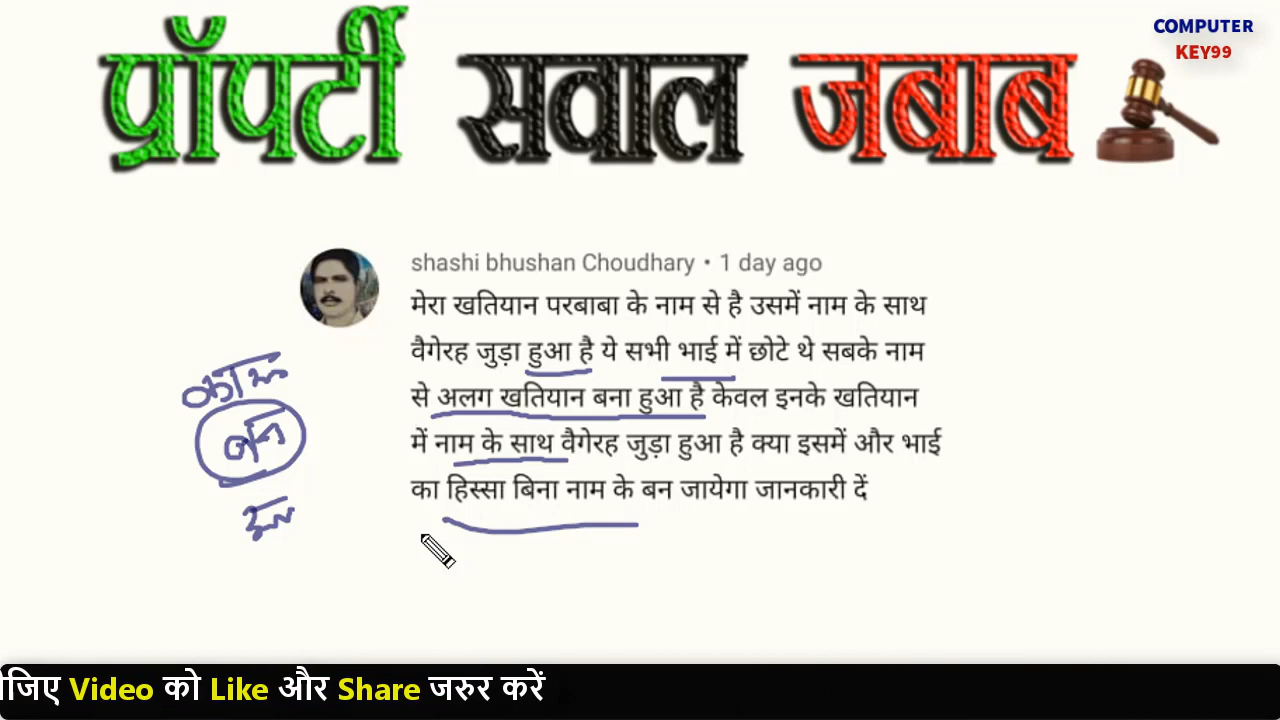 COMPUTER
KEY99
प्रॉपर्टी सवाल जबाब
shashi bhushan Choudhary • 1 day ago
मेरा खतियान परबाबा के नाम से है उसमें नाम के साथ
वैगेरह जुड़ा हुआ है ये सभी भाई में छोटे थे सबके नाम
से अलग खतियान बना हुआ है केवल इनके खतियान
में नाम के साथ वैगेरह जुड़ा हुआ है क्या इसमें और भाई
का हिस्सा बिना नाम के बन जायेगा जानकारी दें
जिए Video को Like और Share जरुर करें